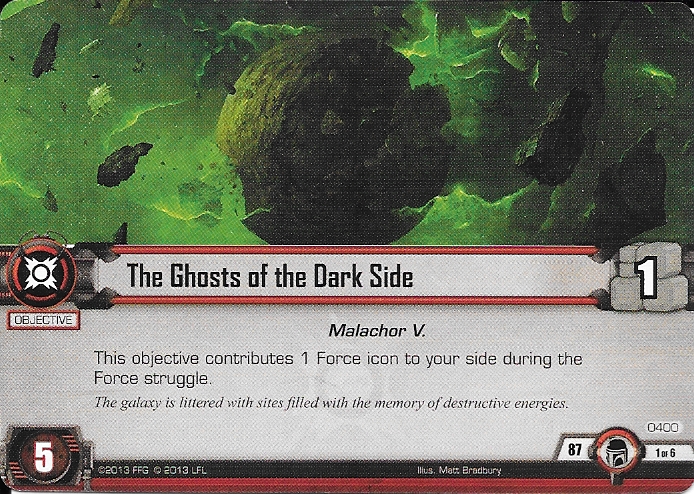 The Ghosts of the Dark Side
1
OBJECTIVE
Malachor V.
This objective contributes 1 Force icon to your side during the
Force struggle.
The galaxy is littered with sites filled with the memory of destructive energies.
0400
5
87
1 of 6
©2013 FFG © 2013 LFL
Illus. Matt Bradbury